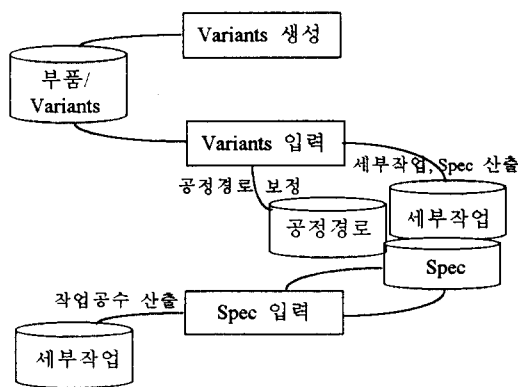 Variants 생성
부품/
Variants
Variants 입력
세부작업, Spec 산출
공정경로 보정
세부작업
공정경로
Spec
작업공수 산출
Spec 입력
세부작업